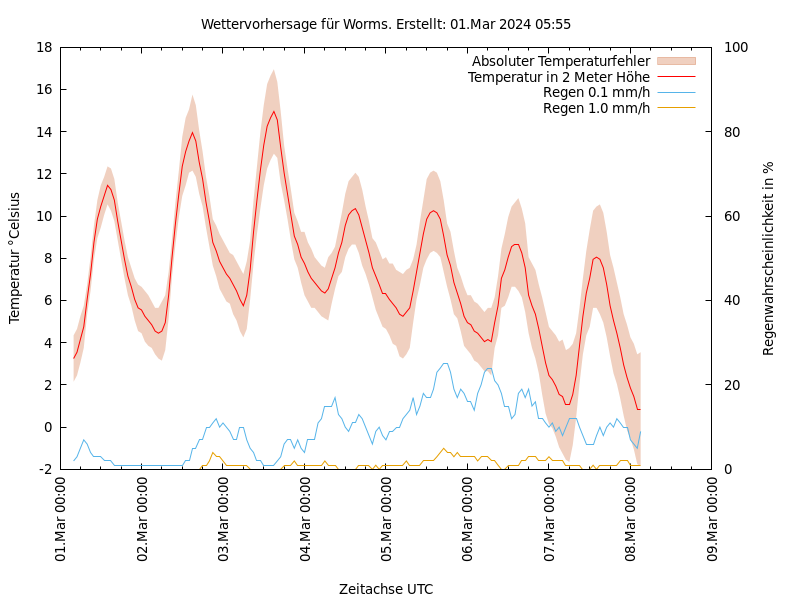 Wettervorhersage für Worms. Erstellt: 01.Mar 2024 05:55
Absoluter Temperaturfehler
Temperatur in 2 Meter Höhe
Regen 0.1 mm/h
Regen 1.0 mm/h
18
16
14
12
10
8
6
4
2
0
-2
Temperatur °Celsius
100
80
60
40
20
0
Regenwahrscheinlichkeit in %
01.Mar 00:00
02.Mar 00:00
03.Mar 00:00
04.Mar 00:00
05.Mar 00:00
06.Mar 00:00
07.Mar 00:00
08.Mar 00:00
09.Mar 00:00
Zeitachse UTC